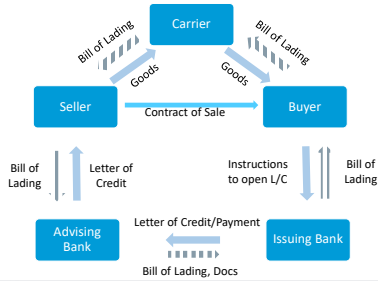 Carrier
Bill of Lading
Goods
Bill of Lading
Goods
Seller
Contract of Sale
Buyer
Bill of
Lading
Letter of
Credit
Instructions
to open L/C
Bill of
Lading
Advising
Bank
Letter of Credit/Payment
Bill of Lading, Docs
Issuing Bank